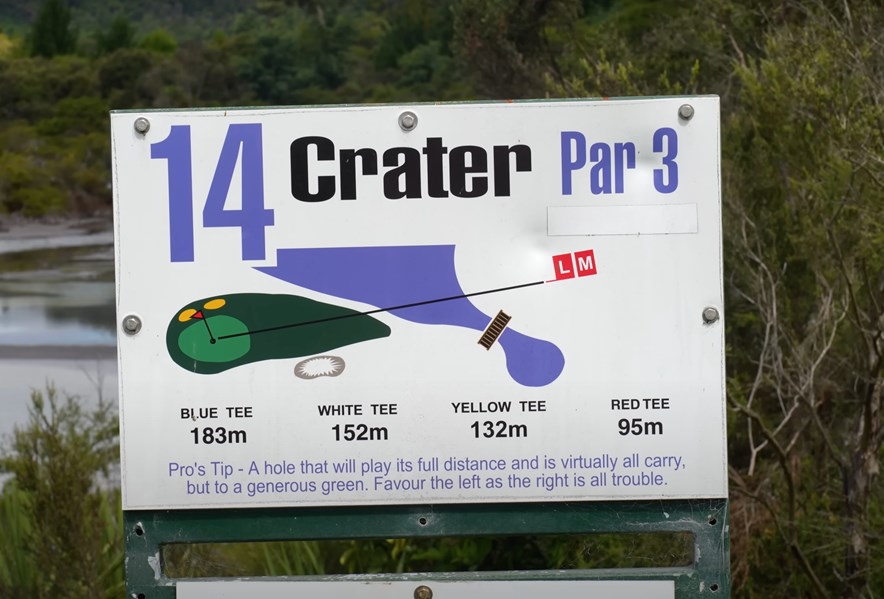 14 Crater Par 3
L M
BLUE TEE WHITE TEE YELLOW TEE RED TEE
183m 152m 132m 95m
Pro's Tip - A hole that will play its full distance and is virtually all carry,
but to a generous green. Favour the left as the right is all trouble.